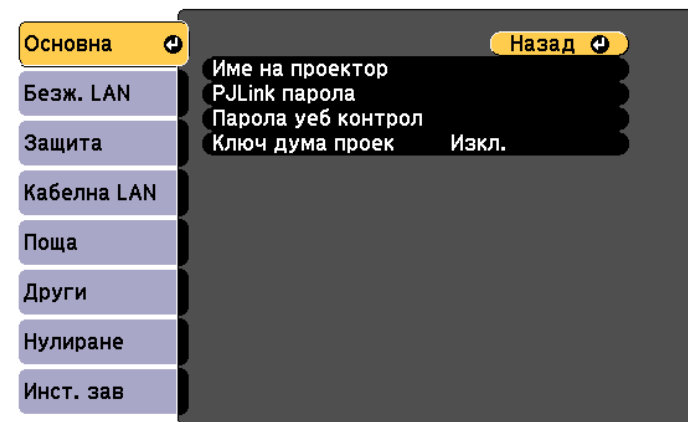 Основна
Безж. LAN
Защита
Кабелна LAN
Поща
Други
Нулиране
Инст. зав
Назад
Име на проектор
PJLink парола
Парола уеб контрол
Ключ дума проек Изкл.